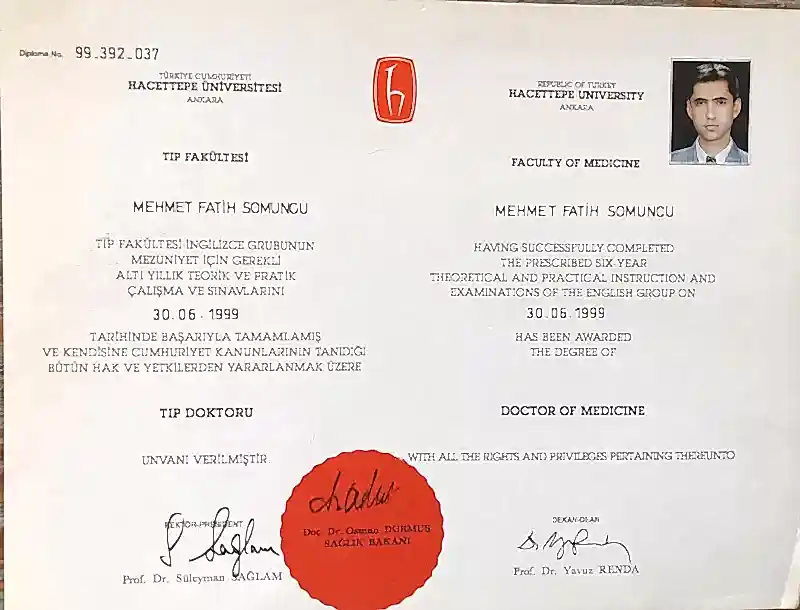 Diploma No. 99.392.037
TÜRKİYE CUMHURİYETİ
HACETTEPE ÜNİVERSİTESİ
ANKARA
TIP FAKÜLTESİ
MEHMET FATİH SOMUNCU
TIP FAKÜLTESİ İNGİLİZCE GRUBUNUN
MEZUNİYET İÇİN GEREKLİ
ALTI YILLIK TEORİK VE PRATİK
ÇALIŞMA VE SINAVLARINI
30.06.1999
TARİHİNDE BAŞARIYLA TAMAMLAMIŞ
VE KENDİSİNE CUMHURİYET KANUNLARININ TANIDIĞI
BÜTÜN HAK VE YETKİLERDEN YARARLANMAK ÜZERE
TIP DOKTORU
UNVANI VERİLMİŞTİR
REKTÖR-PRESIDENT
S. Sağlam
Prof. Dr. Süleyman SAĞLAM
Doç. Dr. Osman DURMUŞ
SAĞLIK BAKANI
REPUBLIC OF TURKEY
HACETTEPE UNIVERSITY
ANKARA
FACULTY OF MEDICINE
MEHMET FATİH SOMUNCU
HAVING SUCCESSFULLY COMPLETED
THE PRESCRIBED SIX-YEAR
THEORETICAL AND PRACTICAL INSTRUCTION AND
EXAMINATIONS OF THE ENGLISH GROUP ON
30.06.1999
HAS BEEN AWARDED
THE DEGREE OF
DOCTOR OF MEDICINE
WITH ALL THE RIGHTS AND PRIVILEGES PERTAINING THEREUNTO
DEKAN-DEAN
Prof. Dr. Yavuz RENDA